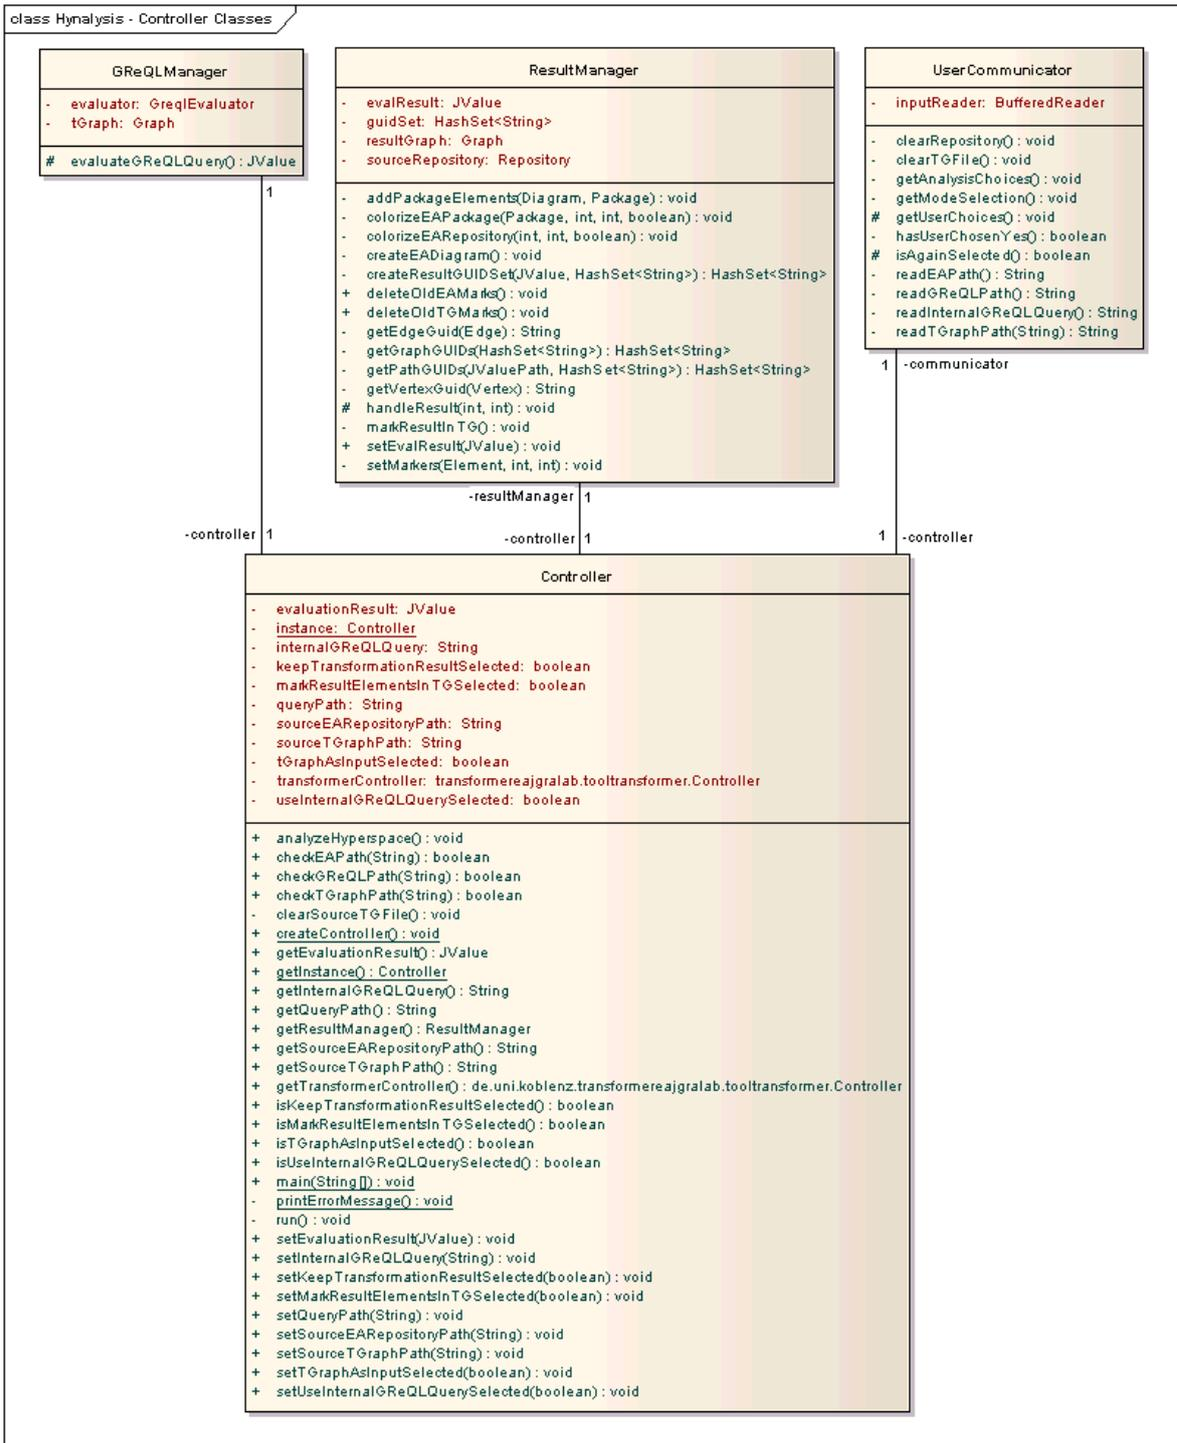 class Hynalysis - Controller Classes
GReQLManager
- evaluator: GreqlEvaluator
- tGraph: Graph
# evaluateGReQLQuery() : JValue
1
ResultManager
- evalResult: JValue
- guidSet: HashSet<String>
- resultGraph: Graph
- sourceRepository: Repository
- addPackageElements(Diagram, Package) : void
- colorizeEAPackage(Package, int, int, boolean) : void
- colorizeEARepository(int, int, boolean) : void
- createEADiagram() : void
- createResultGUIDSet(JValue, HashSet<String>) : HashSet<String>
+ deleteOldEAMarks() : void
+ deleteOldTGMarks() : void
- getEdgeGuid(Edge) : String
- getGraphGUIDs(HashSet<String>) : HashSet<String>
- getPathGUIDs(JValuePath, HashSet<String>) : HashSet<String>
- getVertexGuid(Vertex) : String
# handleResult(int, int) : void
- markResultInTG() : void
+ setEvalResult(JValue) : void
- setMarkers(Element, int, int) : void
UserCommunicator
- inputReader: BufferedReader
- clearRepository() : void
- clearTGFile() : void
- getAnalysisChoices() : void
- getModeSelection() : void
# getUserChoices() : void
- hasUserChosenYes() : boolean
# isAgainSelected() : boolean
- readEAPath() : String
- readGReQLPath() : String
- readInternalGReQLQuery() : String
- readTGraphPath(String) : String
1 -communicator
-resultManager 1
-controller 1
-controller 1
1 -controller
Controller
- evaluationResult: JValue
- instance: Controller
- internalGReQLQuery: String
- keepTransformationResultSelected: boolean
- markResultElementsInTGSelected: boolean
- queryPath: String
- sourceEARepositoryPath: String
- sourceTGraphPath: String
- tGraphAsInputSelected: boolean
- transformerController: transformereajgralab.tooltransformer.Controller
- useInternalGReQLQuerySelected: boolean
+ analyzeHyperspace() : void
+ checkEAPath(String) : boolean
+ checkGReQLPath(String) : boolean
+ checkTGraphPath(String) : boolean
- clearSourceTGFile() : void
+ createController() : void
+ getEvaluationResult() : JValue
+ getInstance() : Controller
+ getInternalGReQLQuery() : String
+ getQueryPath() : String
+ getResultManager() : ResultManager
+ getSourceEARepositoryPath() : String
+ getSourceTGraphPath() : String
+ getTransformerController() : de.uni.koblenz.transformereajgralab.tooltransformer.Controller
+ isKeepTransformationResultSelected() : boolean
+ isMarkResultElementsInTGSelected() : boolean
+ isTGraphAsInputSelected() : boolean
+ isUseInternalGReQLQuerySelected() : boolean
+ main(String[]) : void
- printErrorMessage() : void
- run() : void
+ setEvaluationResult(JValue) : void
+ setInternalGReQLQuery(String) : void
+ setKeepTransformationResultSelected(boolean) : void
+ setMarkResultElementsInTGSelected(boolean) : void
+ setQueryPath(String) : void
+ setSourceEARepositoryPath(String) : void
+ setSourceTGraphPath(String) : void
+ setTGraphAsInputSelected(boolean) : void
+ setUseInternalGReQLQuerySelected(boolean) : void